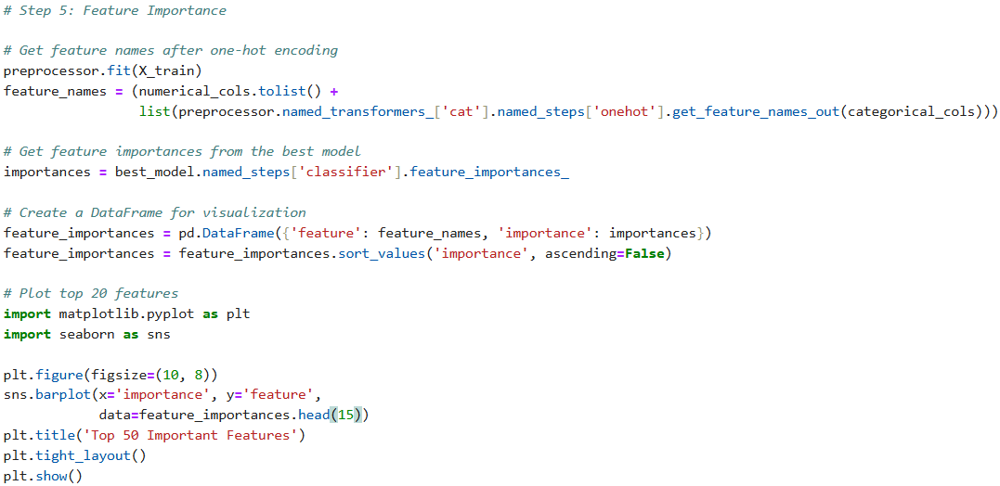 # Step 5: Feature Importance
# Get feature names after one-hot encoding
preprocessor.fit(X_train)
feature_names = (numerical_cols.tolist() +
list(preprocessor.named_transformers_['cat'].named_steps['onehot'].get_feature_names_out(categorical_cols)))
# Get feature importances from the best model
importances = best_model.named_steps['classifier'].feature_importances_
# Create a DataFrame for visualization
feature_importances = pd.DataFrame({'feature': feature_names, 'importance': importances})
feature_importances = feature_importances.sort_values('importance', ascending=False)
# Plot top 20 features
import matplotlib.pyplot as plt
import seaborn as sns
plt.figure(figsize=(10, 8))
sns.barplot(x='importance', y='feature',
data=feature_importances.head(15))
plt.title('Top 50 Important Features')
plt.tight_layout()
plt.show()